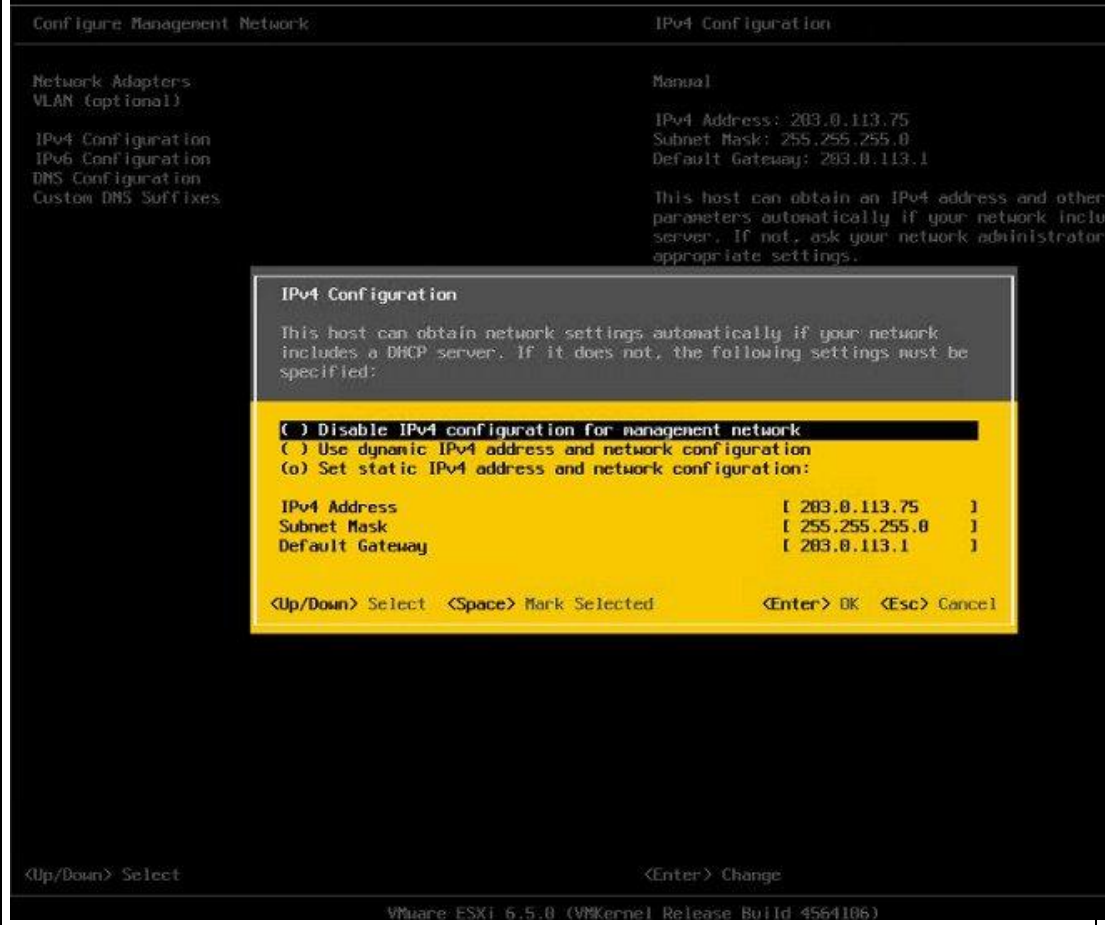 Configure Management Network
IPv4 Configuration
Network Adapters
VLAN (optional)
IPv4 Configuration
IPv6 Configuration
DNS Configuration
Custom DNS Suffixes
Manual
IPv4 Address: 203.0.113.75
Subnet Mask: 255.255.255.0
Default Gateway: 203.0.113.1
This host can obtain an IPv4 address and other
parameters automatically if your network inclu
server. If not, ask your network administrator
appropriate settings.
IPv4 Configuration
This host can obtain network settings automatically if your network
includes a DHCP server. If it does not, the following settings must be
specified:
( ) Disable IPv4 configuration for management network
( ) Use dynamic IPv4 address and network configuration
(o) Set static IPv4 address and network configuration:
IPv4 Address [ 203.0.113.75 ]
Subnet Mask [ 255.255.255.0 ]
Default Gateway [ 203.0.113.1 ]
<Up/Down> Select <Space> Mark Selected <Enter> OK <Esc> Cancel
<Up/Down> Select <Enter> Change
VMware ESXi 6.5.0 (VMKernel Release Build 4564106)